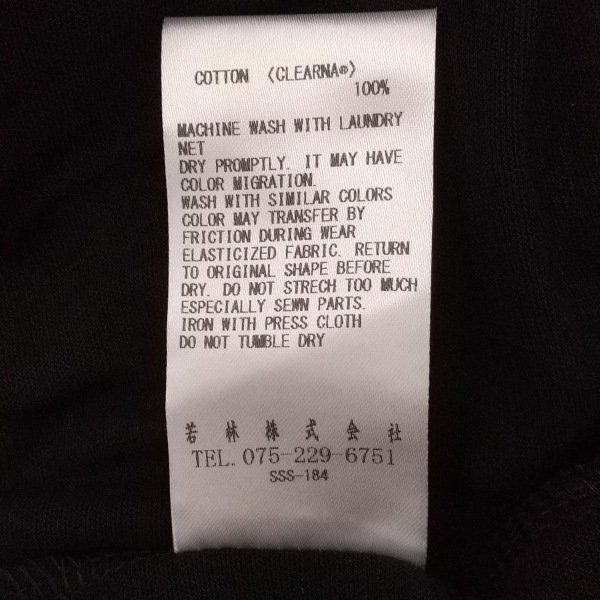 COTTON 〈CLEARNA®〉
100%
MACHINE WASH WITH LAUNDRY
NET
DRY PROMPTLY. IT MAY HAVE
COLOR MIGRATION.
WASH WITH SIMILAR COLORS
COLOR MAY TRANSFER BY
FRICTION DURING WEAR
ELASTICIZED FABRIC. RETURN
TO ORIGINAL SHAPE BEFORE
DRY. DO NOT STRECH TOO MUCH
ESPECIALLY SEWN PARTS.
IRON WITH PRESS CLOTH
DO NOT TUMBLE DRY
若林株式会社
TEL. 075-229-6751
SSS-184